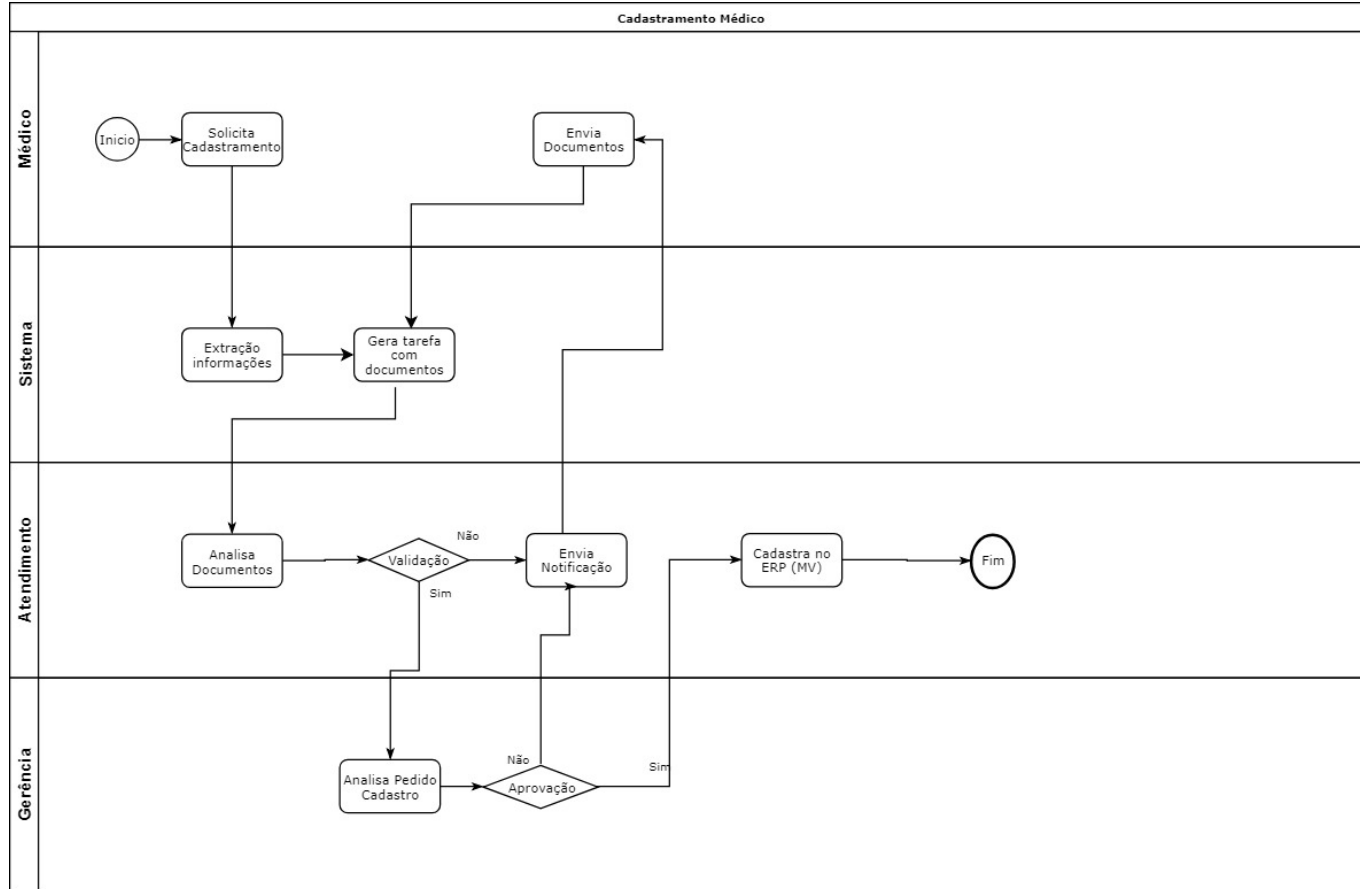 Cadastramento Médico
Médico
Inicio
Solicita
Cadastramento
Envia
Documentos
Sistema
Extração
informações
Gera tarefa
com
documentos
Atendimento
Analisa
Documentos
Validação
Não
Sim
Envia
Notificação
Cadastra no
ERP (MV)
Fim
Gerência
Analisa Pedido
Cadastro
Aprovação
Não
Sim